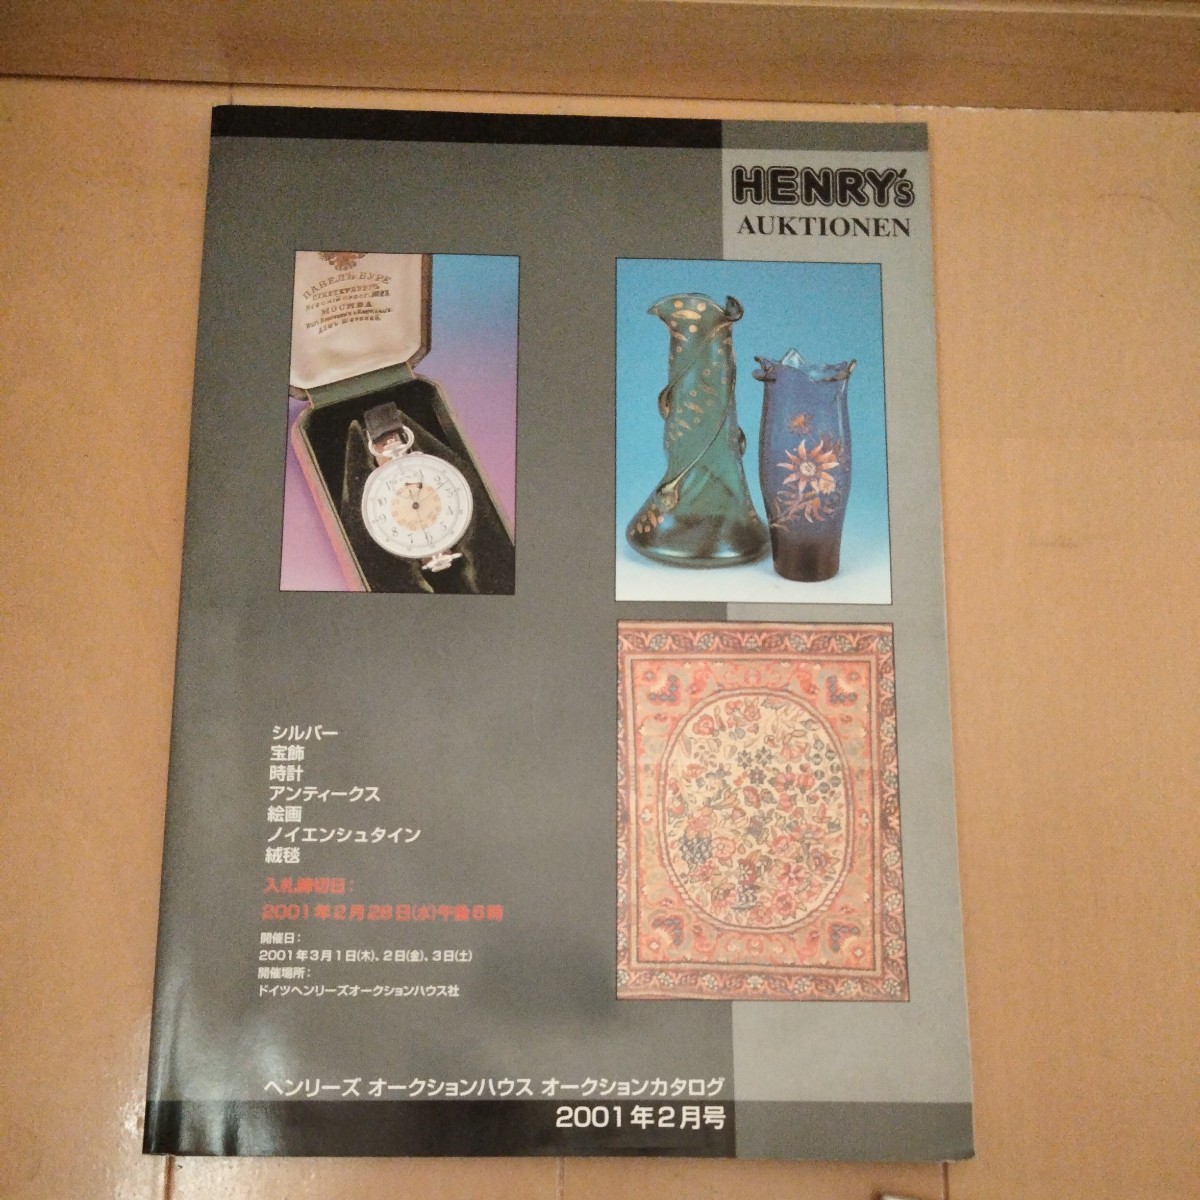 HENRY'S
AUKTIONEN
ПАВЕЛЪ БУРЕ
МОСКВА
シルバー
宝飾
時計
アンティークス
絵画
ノイエンシュタイン
絨毯
入札締切日:
2001年2月28日(水)午後6時
開催日:
2001年3月1日(木)、2日(金)、3日(土)
開催場所:
ドイツヘンリーズオークションハウス社
ヘンリーズ オークションハウス オークションカタログ
2001年2月号